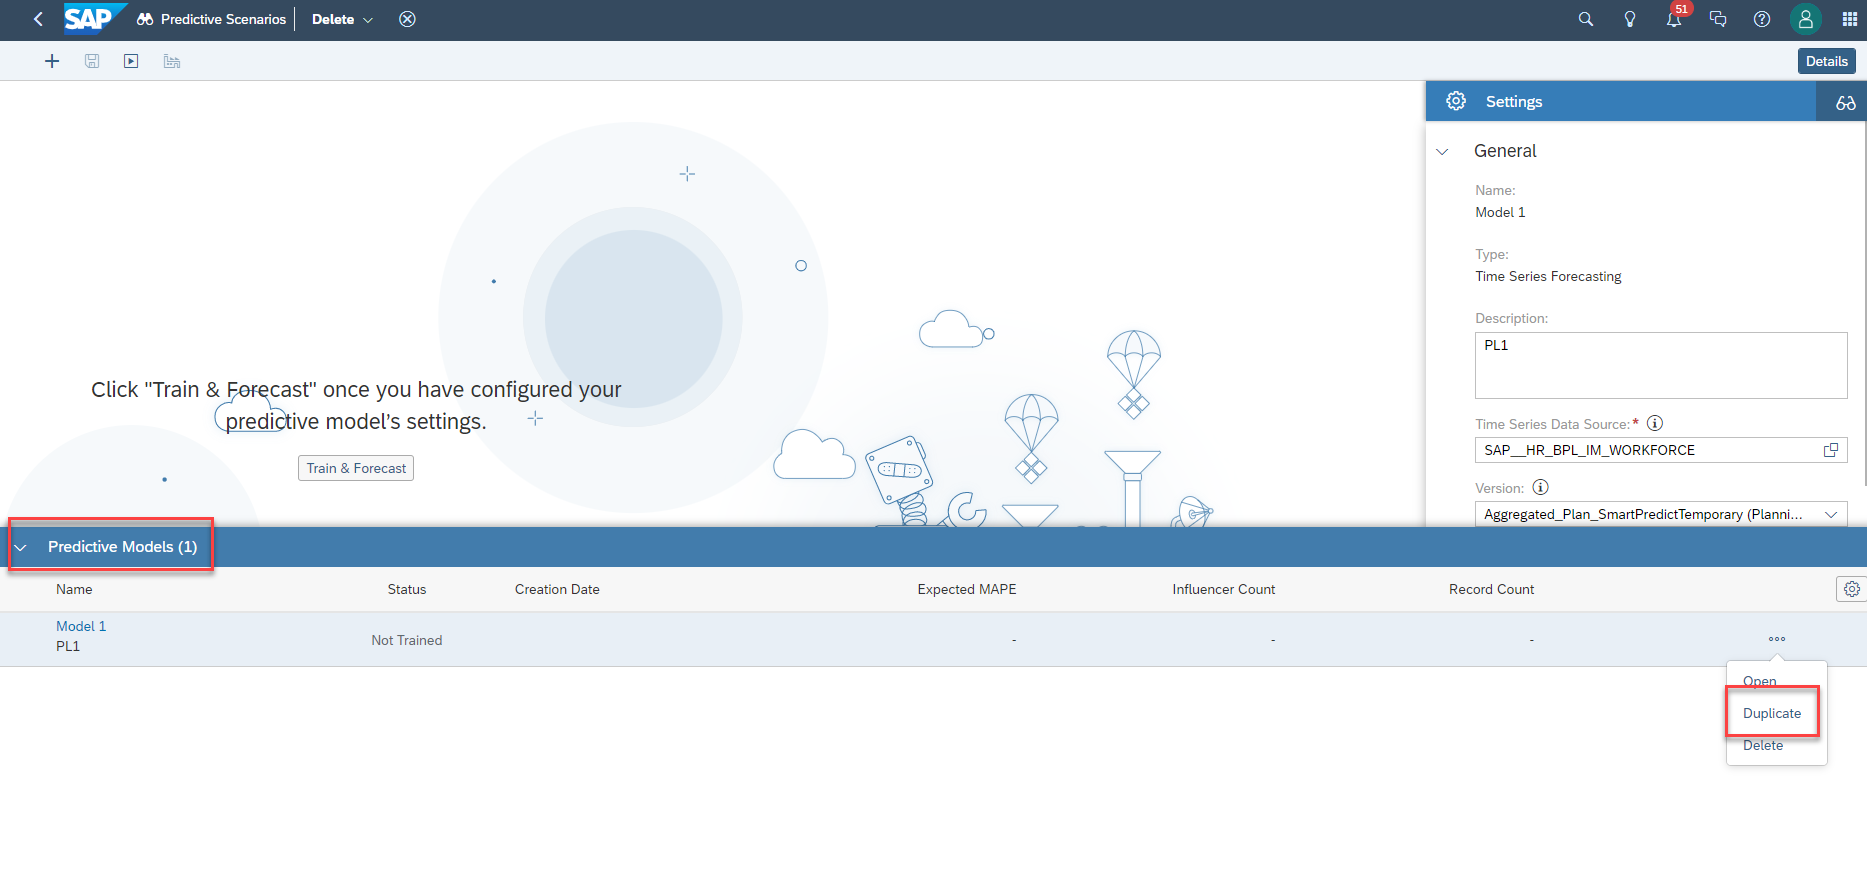 SAP Predictive Scenarios Delete
51
Details
Settings
General
Name:
Model 1
Type:
Time Series Forecasting
Description:
PL1
Time Series Data Source:*
SAP__HR_BPL_IM_WORKFORCE
Version:
Aggregated_Plan_SmartPredictTemporary (Planni...
Click "Train & Forecast" once you have configured your
predictive model’s settings.
Train & Forecast
Predictive Models (1)
Name Status Creation Date Expected MAPE Influencer Count Record Count
Model 1
PL1
Not Trained - - -
Open
Duplicate
Delete